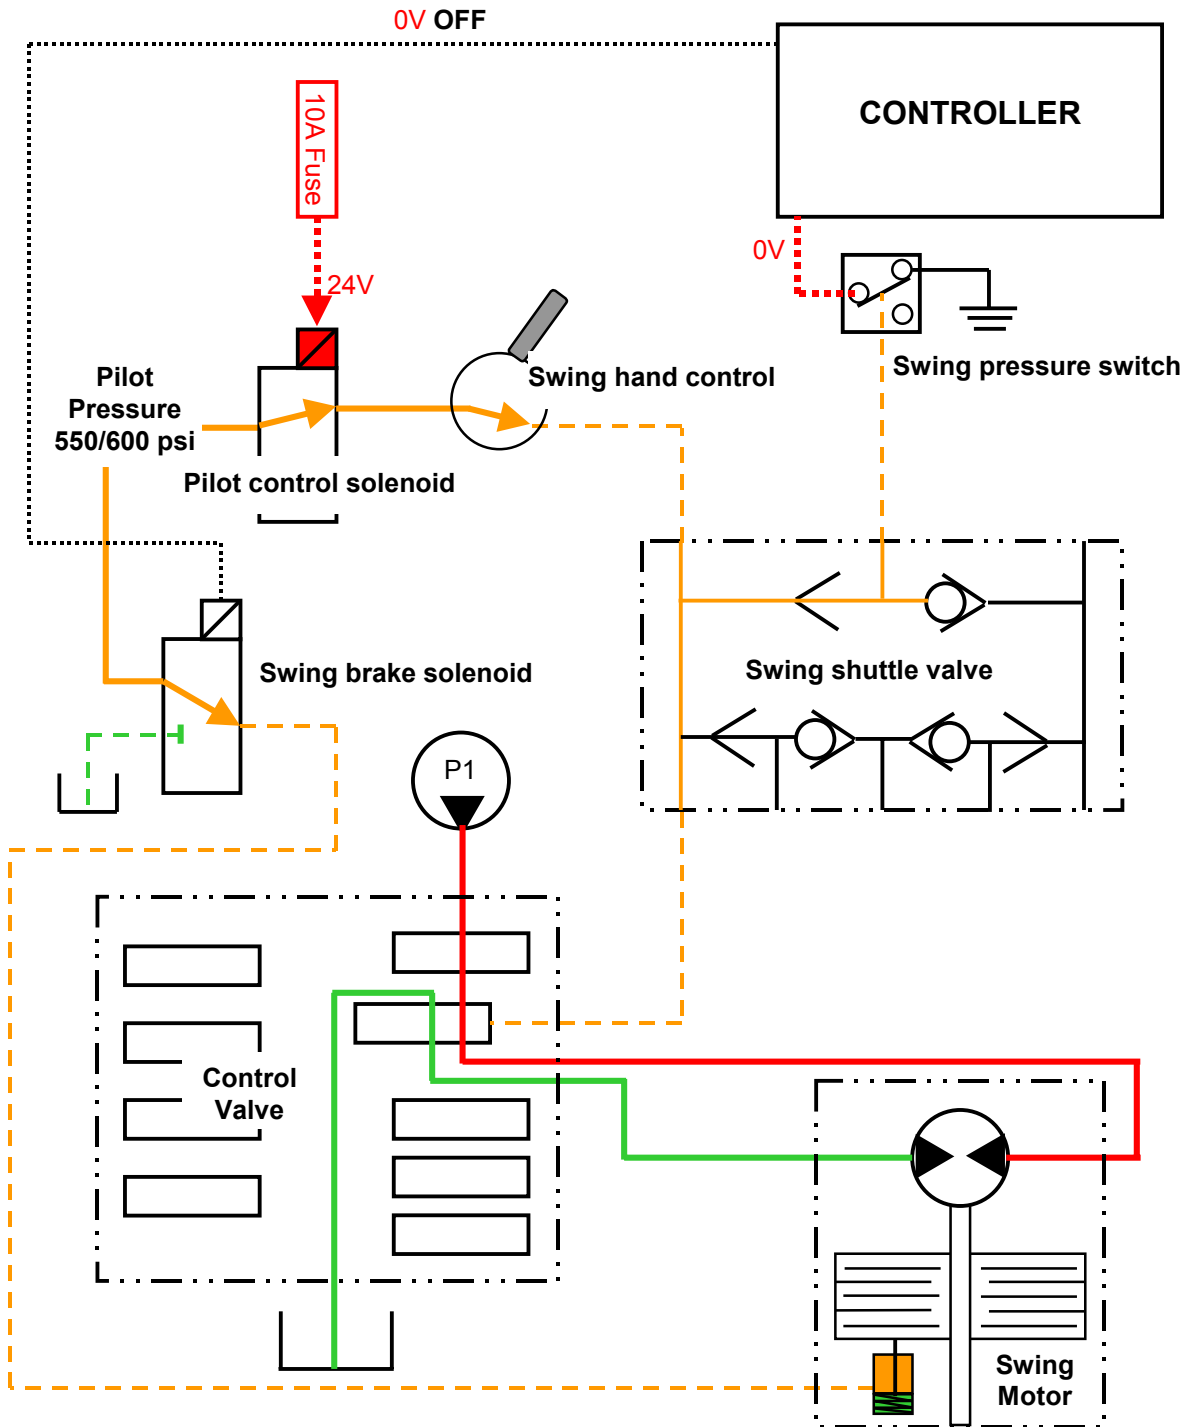 0V OFF
CONTROLLER
10A Fuse
0V
24V
Swing pressure switch
Pilot
Pressure
550/600 psi
Swing hand control
Pilot control solenoid
Swing brake solenoid
Swing shuttle valve
P1
Control
Valve
Swing
Motor